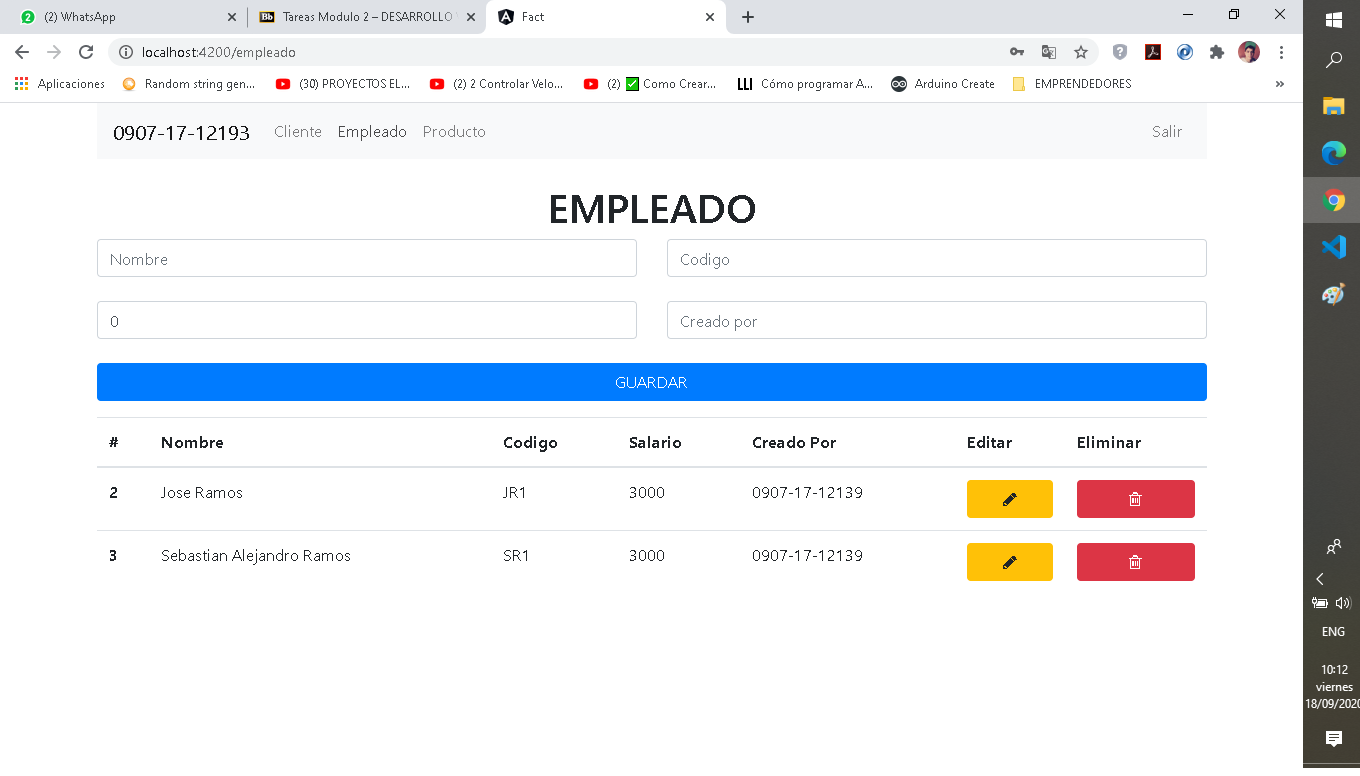 (2) WhatsApp
Bb Tareas Modulo 2 – DESARROLLO
Fact
localhost:4200/empleado
Aplicaciones
Random string gen...
(30) PROYECTOS EL...
(2) 2 Controlar Velo...
(2) ✅ Como Crear...
Cómo programar A...
Arduino Create
EMPRENDEDORES
»
0907-17-12193
Cliente
Empleado
Producto
Salir
EMPLEADO
Nombre
Codigo
0
Creado por
GUARDAR
# Nombre Codigo Salario Creado Por Editar Eliminar
2 Jose Ramos JR1 3000 0907-17-12139
3 Sebastian Alejandro Ramos SR1 3000 0907-17-12139
ENG
10:12
viernes
18/09/2020